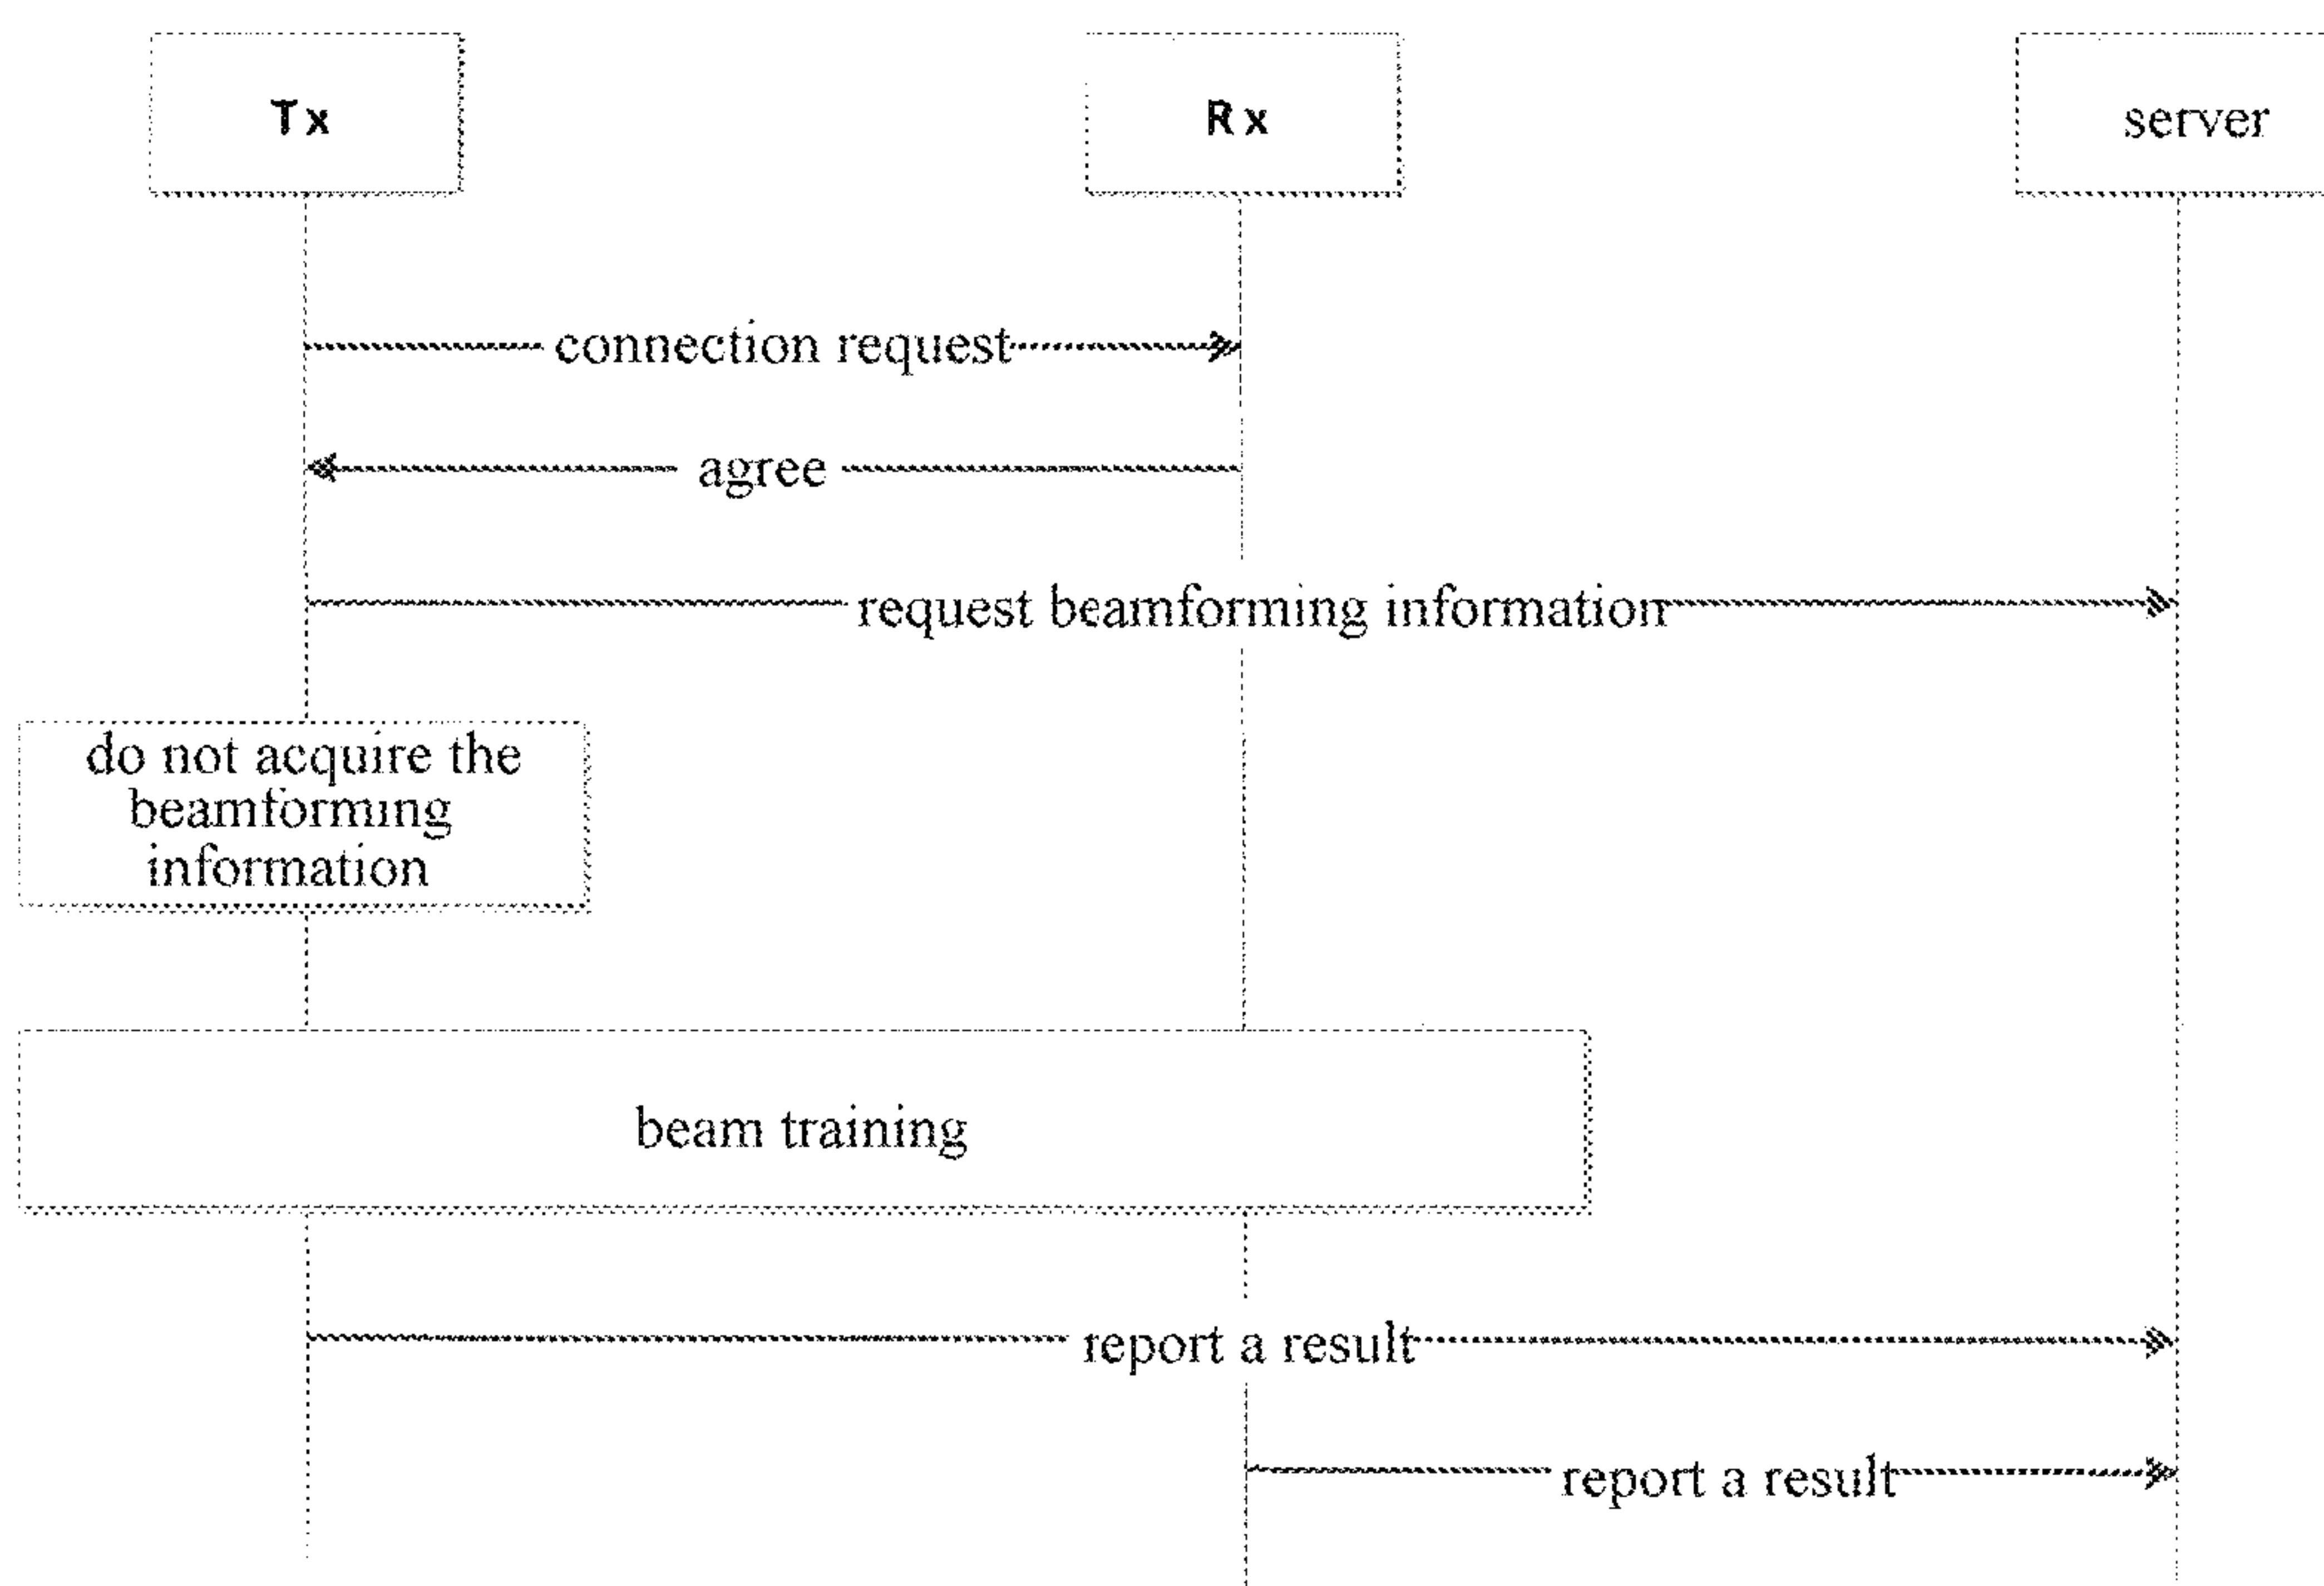 Tx
Rx
server
connection request
agree
request beamforming information
do not acquire the
beamforming
information
beam training
report a result
report a result